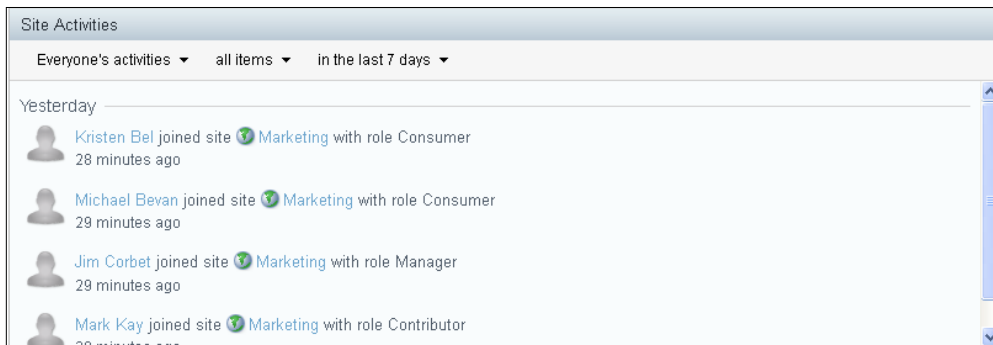 Site Activities
Everyone's activities all items in the last 7 days
Yesterday
Kristen Bel joined site Marketing with role Consumer
28 minutes ago
Michael Bevan joined site Marketing with role Consumer
29 minutes ago
Jim Corbet joined site Marketing with role Manager
29 minutes ago
Mark Kay joined site Marketing with role Contributor
minutes ago